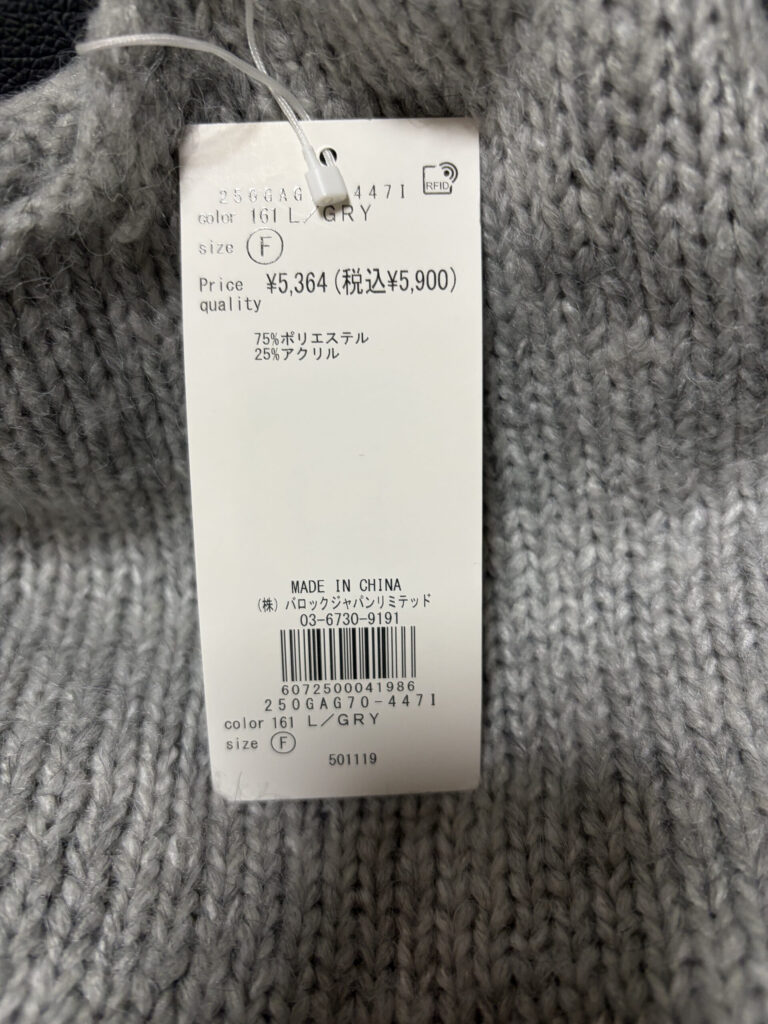 250GAG 4471
RFID
color 161 L／GRY
size F
Price ¥5,364(税込¥5,900)
quality
75%ポリエステル
25%アクリル
MADE IN CHINA
(株) バロックジャパンリミテッド
03-6730-9191
6072500041986
250GAG70-4471
color 161 L／GRY
size F
501119